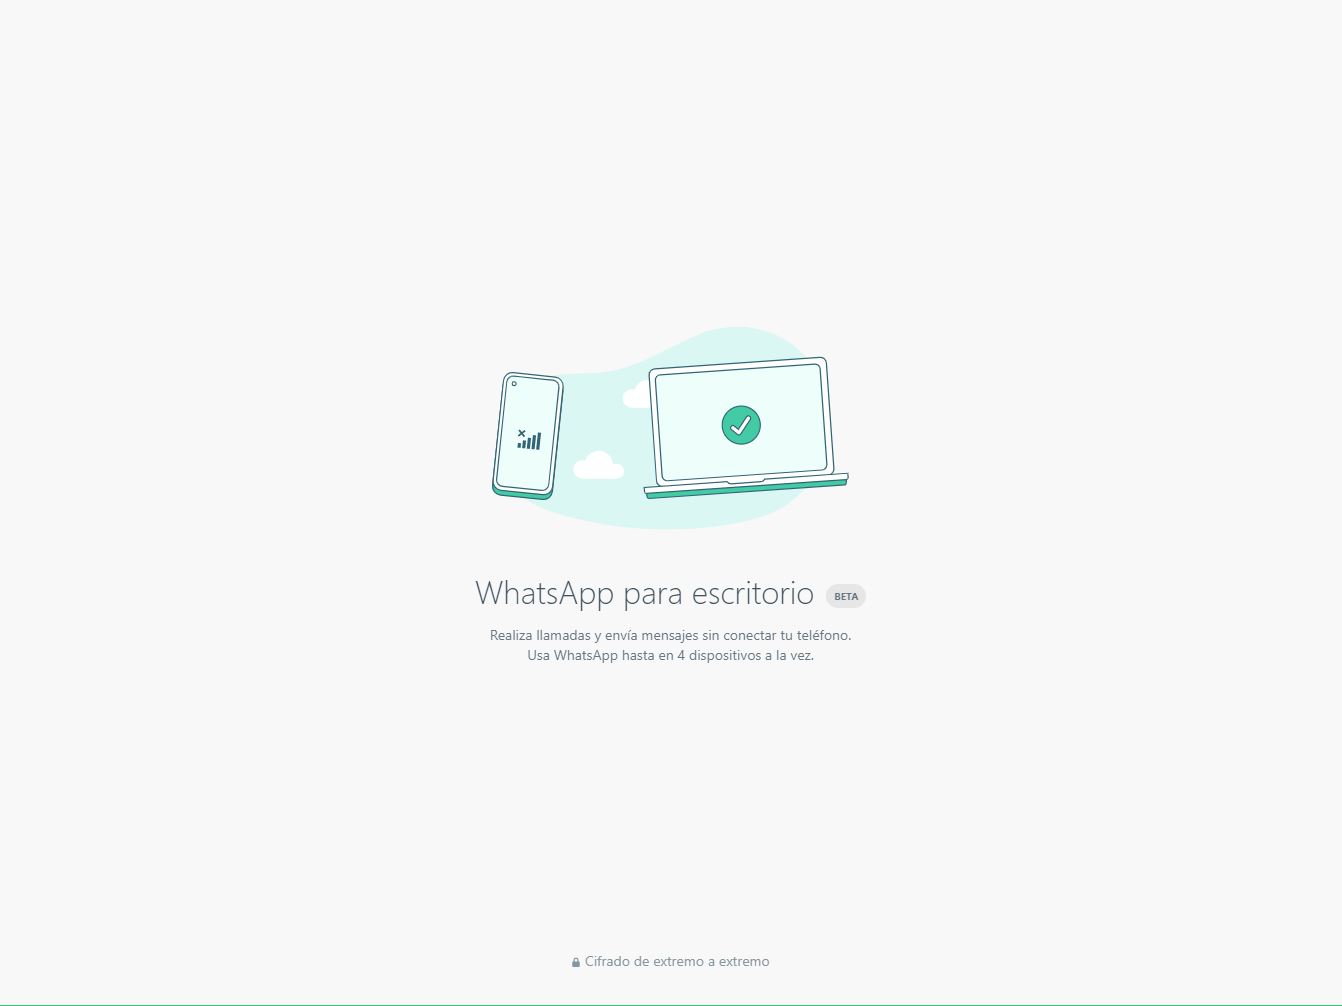 WhatsApp para escritorio BETA
Realiza llamadas y envía mensajes sin conectar tu teléfono.
Usa WhatsApp hasta en 4 dispositivos a la vez.
Cifrado de extremo a extremo